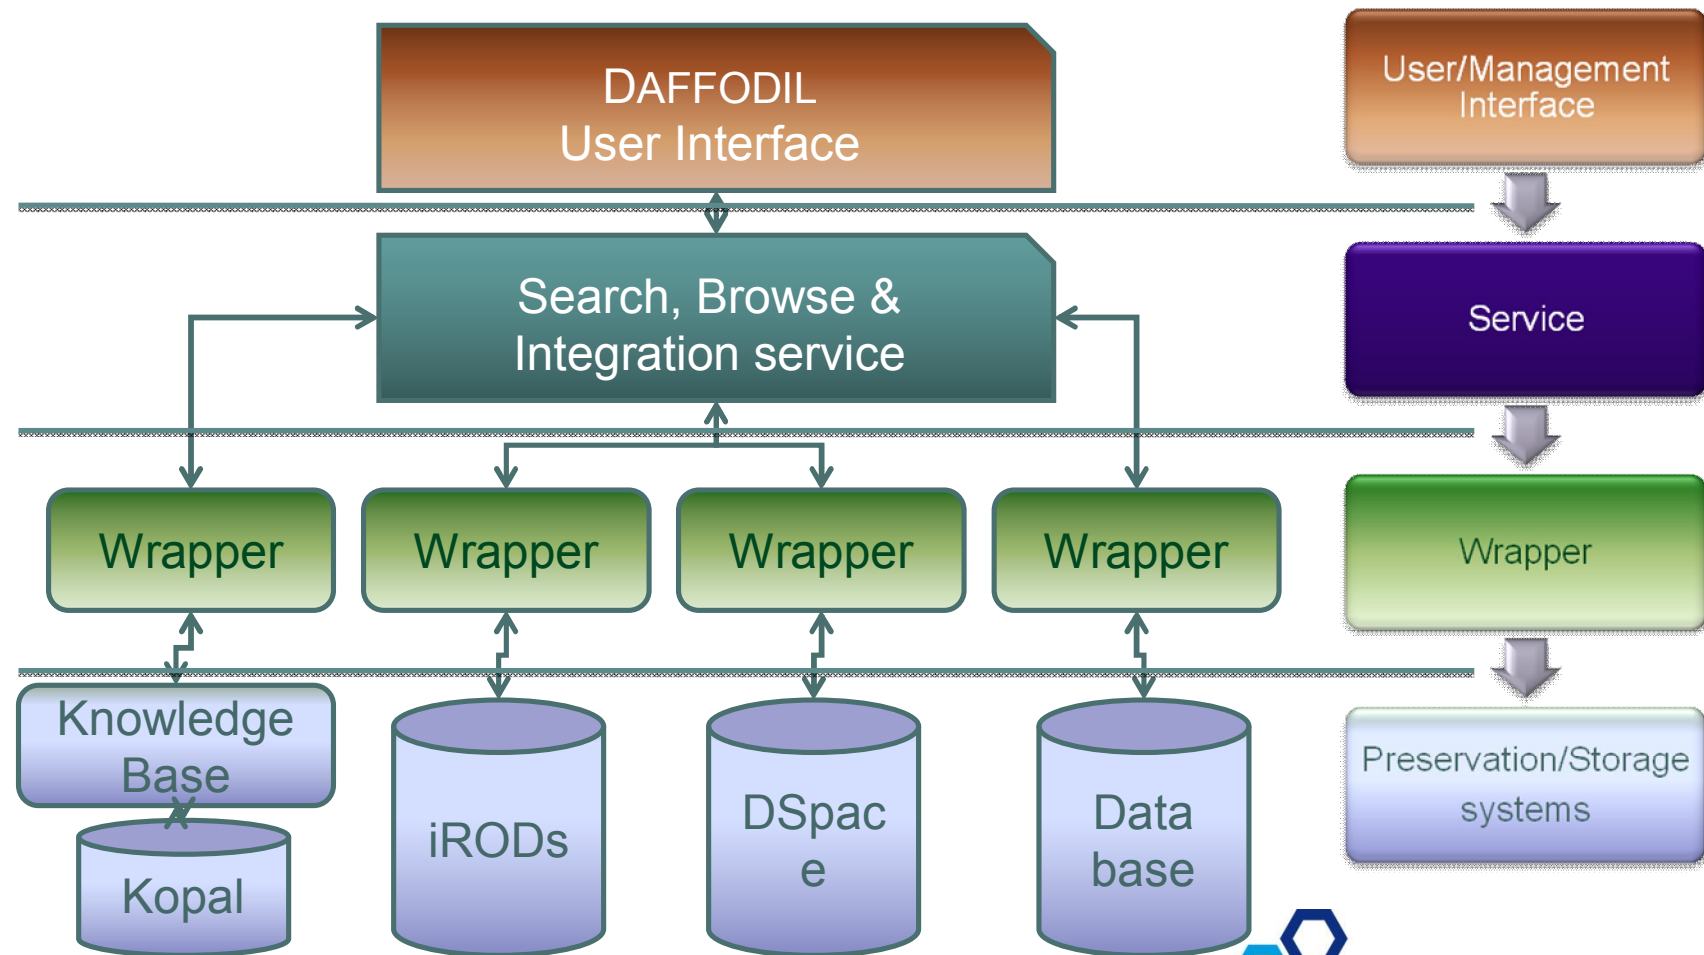 DAFFODIL
User Interface
User/Management
Interface
Search, Browse &
Integration service
Service
Wrapper
Wrapper
Wrapper
Wrapper
Wrapper
Knowledge
Base
Kopal
iRODs
DSpac
e
Data
base
Preservation/Storage
systems